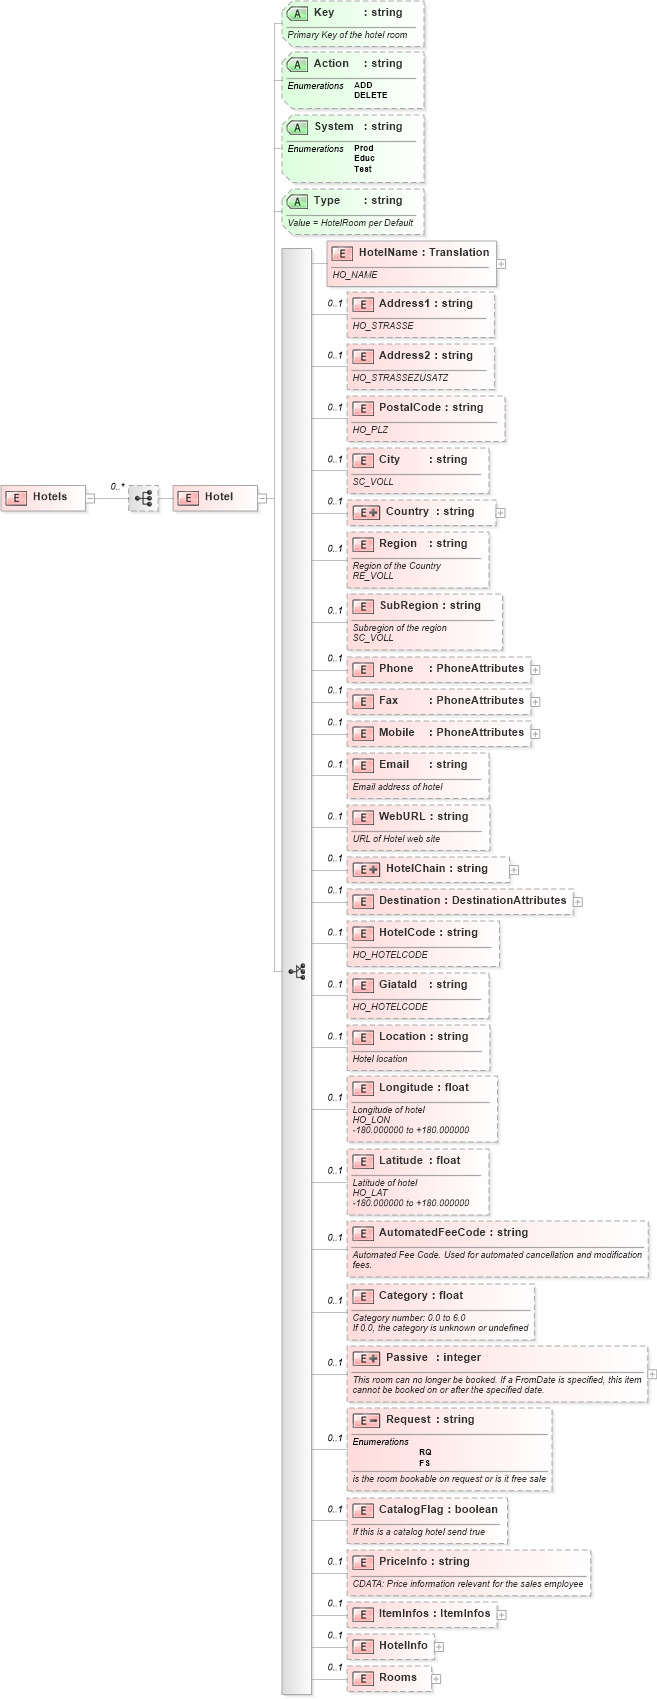 A Key : string
Primary Key of the hotel room
A Action : string
Enumerations ADD
DELETE
A System : string
Enumerations Prod
Educ
Test
A Type : string
Value = HotelRoom per Default
E HotelName : Translation
HO_NAME
0..1
E Address1 : string
HO_STRASSE
0..1
E Address2 : string
HO_STRASSEZUSATZ
0..1
E PostalCode : string
HO_PLZ
0..1
E City : string
SC_VOLL
E Hotels
0..*
E Hotel
0..1
E Country : string
0..1
E Region : string
Region of the Country
RE_VOLL
0..1
E SubRegion : string
Subregion of the region
SC_VOLL
0..1
E Phone : PhoneAttributes
0..1
E Fax : PhoneAttributes
0..1
E Mobile : PhoneAttributes
0..1
E Email : string
Email address of hotel
0..1
E WebURL : string
URL of Hotel web site
0..1
E HotelChain : string
0..1
E Destination : DestinationAttributes
0..1
E HotelCode : string
HO_HOTELCODE
0..1
E GiataId : string
HO_HOTELCODE
0..1
E Location : string
Hotel location
0..1
E Longitude : float
Longitude of hotel
HO_LON
-180.000000 to +180.000000
0..1
E Latitude : float
Latitude of hotel
HO_LAT
-180.000000 to +180.000000
0..1
E AutomatedFeeCode : string
Automated Fee Code. Used for automated cancellation and modification
fees.
0..1
E Category : float
Category number: 0.0 to 6.0
If 0.0, the category is unknown or undefined
0..1
E Passive : integer
This room can no longer be booked. If a FromDate is specified, this item
cannot be booked on or after the specified date.
0..1
E Request : string
Enumerations
RQ
FS
is the room bookable on request or is it free sale
0..1
E CatalogFlag : boolean
If this is a catalog hotel send true
0..1
E PriceInfo : string
CDATA: Price information relevant for the sales employee
0..1
E ItemInfos : ItemInfos
0..1
E HotelInfo
0..1
E Rooms